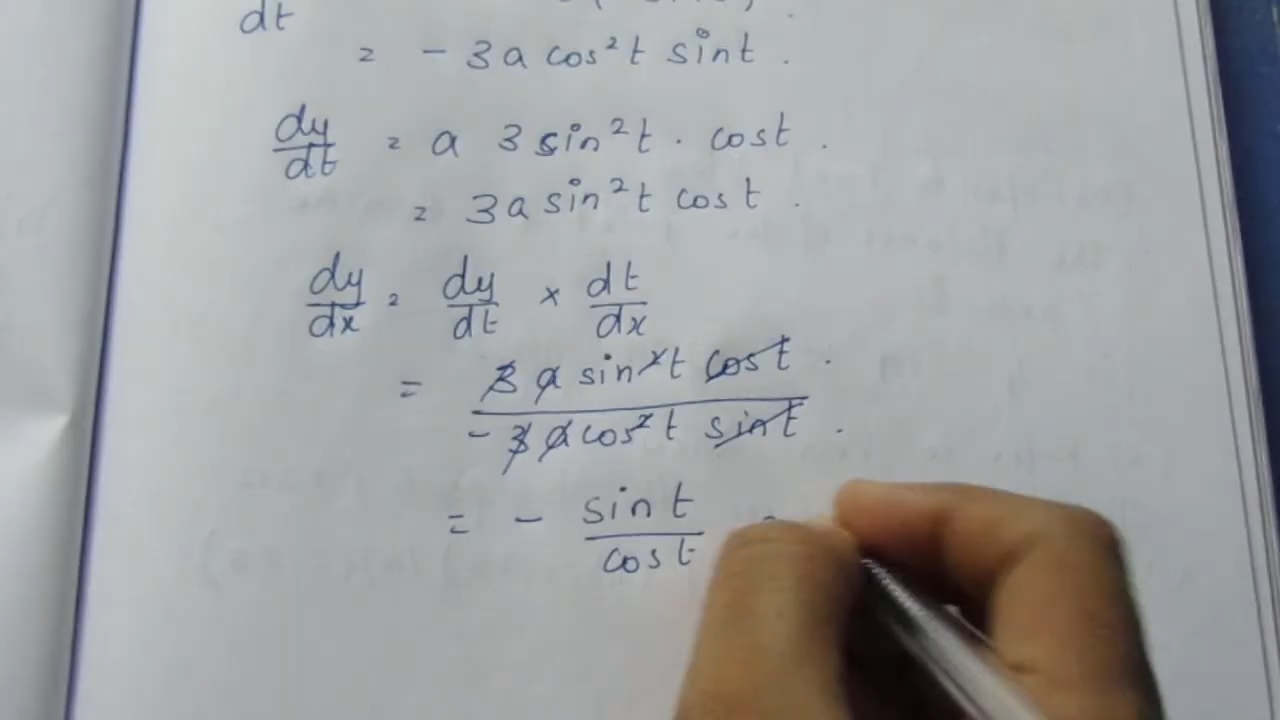 dt
= - 3a cos²t sint .
dy/dt = a 3 sin²t . cost .
= 3a sin²t cost .
dy/dx = dy/dt × dt/dx
= 3 a sin²t cost / - 3 a cos²t sint .
= - sint / cost